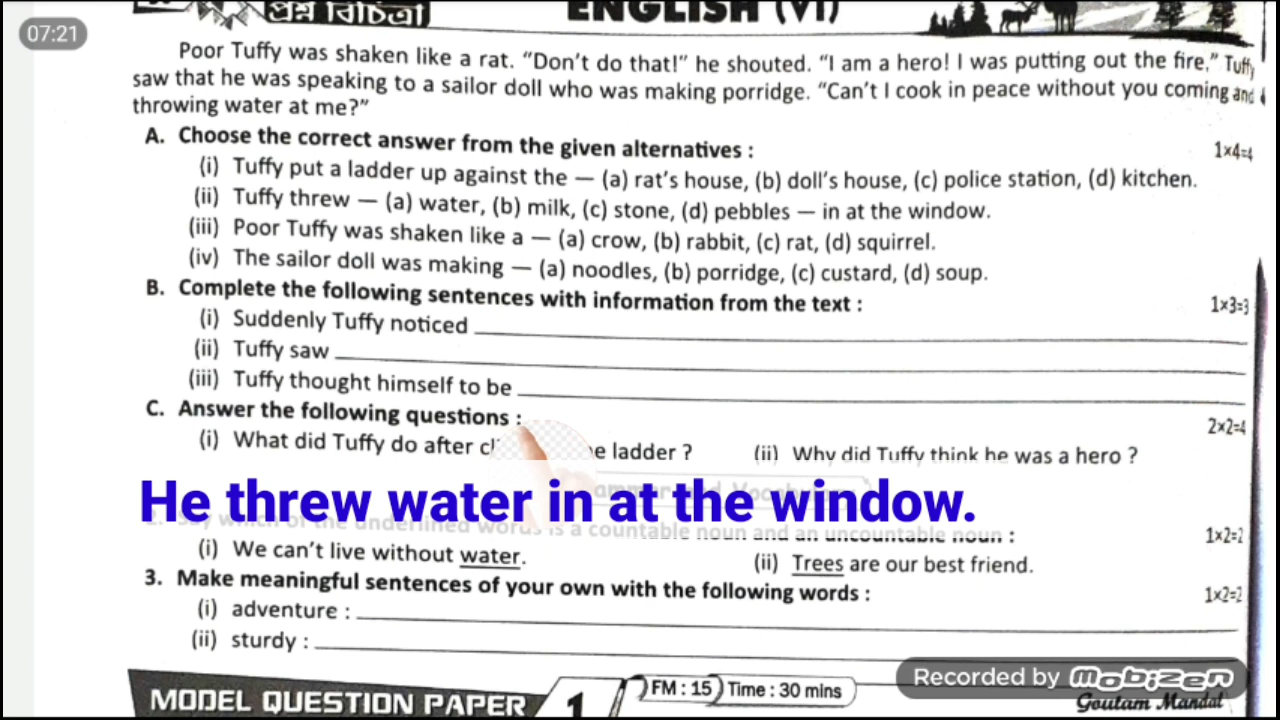 07:21
প্রশ্ন বিচিত্রা
ENGLISH (VI)
Poor Tuffy was shaken like a rat. “Don’t do that!” he shouted. “I am a hero! I was putting out the fire.” Tuffy
saw that he was speaking to a sailor doll who was making porridge. “Can’t I cook in peace without you coming and
throwing water at me?”
A. Choose the correct answer from the given alternatives : 1×4=4
(i) Tuffy put a ladder up against the — (a) rat’s house, (b) doll’s house, (c) police station, (d) kitchen.
(ii) Tuffy threw — (a) water, (b) milk, (c) stone, (d) pebbles — in at the window.
(iii) Poor Tuffy was shaken like a — (a) crow, (b) rabbit, (c) rat, (d) squirrel.
(iv) The sailor doll was making — (a) noodles, (b) porridge, (c) custard, (d) soup.
B. Complete the following sentences with information from the text : 1×3=3
(i) Suddenly Tuffy noticed
(ii) Tuffy saw
(iii) Tuffy thought himself to be
C. Answer the following questions : 2×2=4
(i) What did Tuffy do after ladder ? (ii) Why did Tuffy think he was a hero ?
He threw water in at the window.
which of the underlined words is a countable noun and an uncountable noun : 1×2=2
(i) We can’t live without water. (ii) Trees are our best friend.
3. Make meaningful sentences of your own with the following words : 1×2=2
(i) adventure :
(ii) sturdy :
MODEL QUESTION PAPER 1 FM : 15 Time : 30 mins
Recorded by mobizen
Goutam Mandal